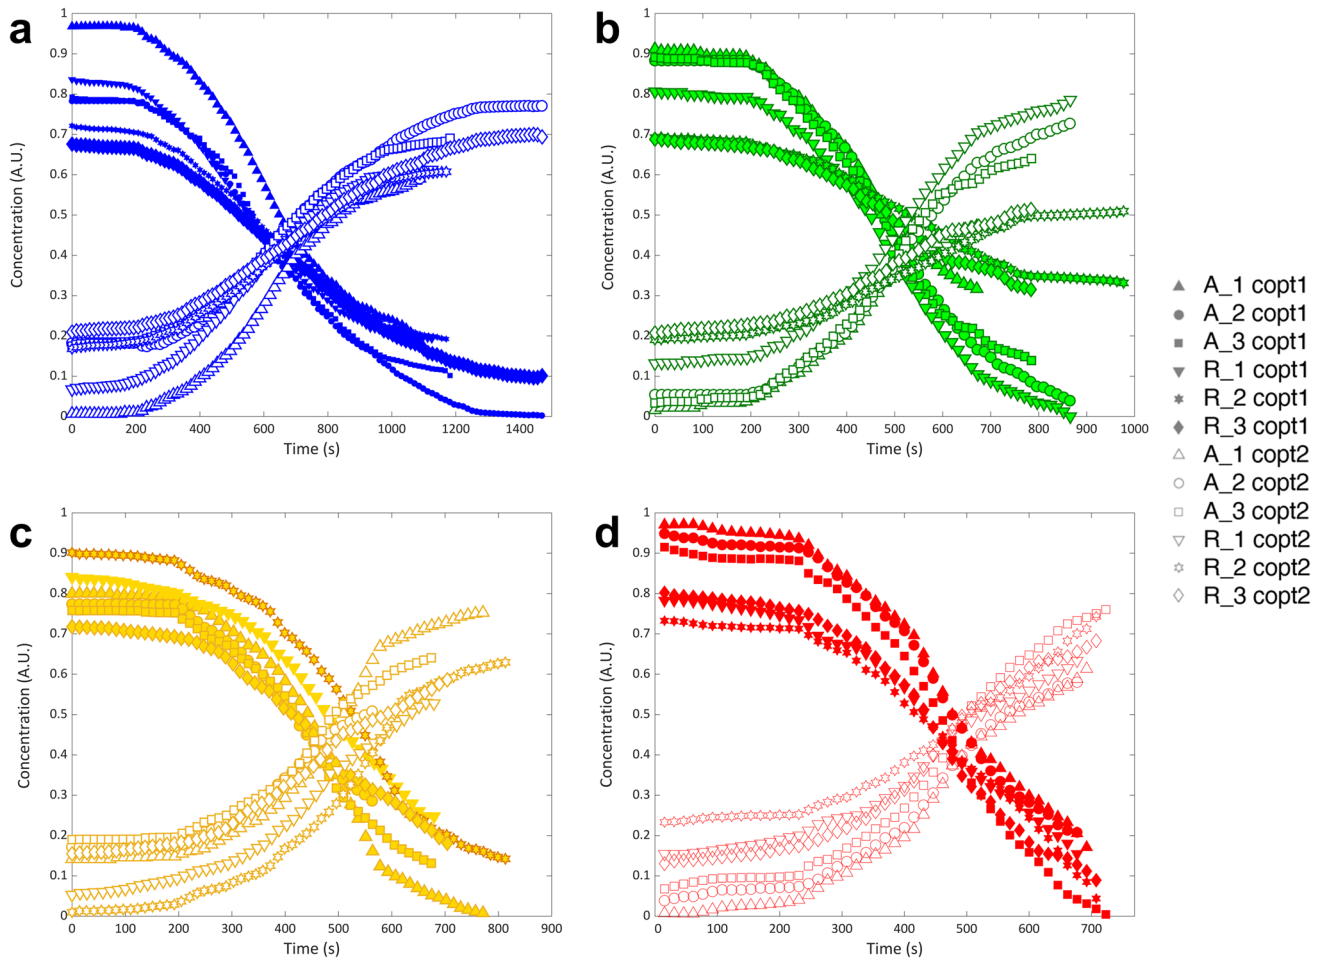 a
Concentration (A.U.)
1
0.9
0.8
0.7
0.6
0.5
0.4
0.3
0.2
0.1
0
0 200 400 600 800 1000 1200 1400
Time (s)
b
Concentration (A.U.)
1
0.9
0.8
0.7
0.6
0.5
0.4
0.3
0.2
0.1
0
0 100 200 300 400 500 600 700 800 900 1000
Time (s)
c
Concentration (A.U.)
1
0.9
0.8
0.7
0.6
0.5
0.4
0.3
0.2
0.1
0
0 100 200 300 400 500 600 700 800 900
Time (s)
d
Concentration (A.U.)
1
0.9
0.8
0.7
0.6
0.5
0.4
0.3
0.2
0.1
0
0 100 200 300 400 500 600 700
Time (s)
A_1 copt1
A_2 copt1
A_3 copt1
R_1 copt1
R_2 copt1
R_3 copt1
A_1 copt2
A_2 copt2
A_3 copt2
R_1 copt2
R_2 copt2
R_3 copt2